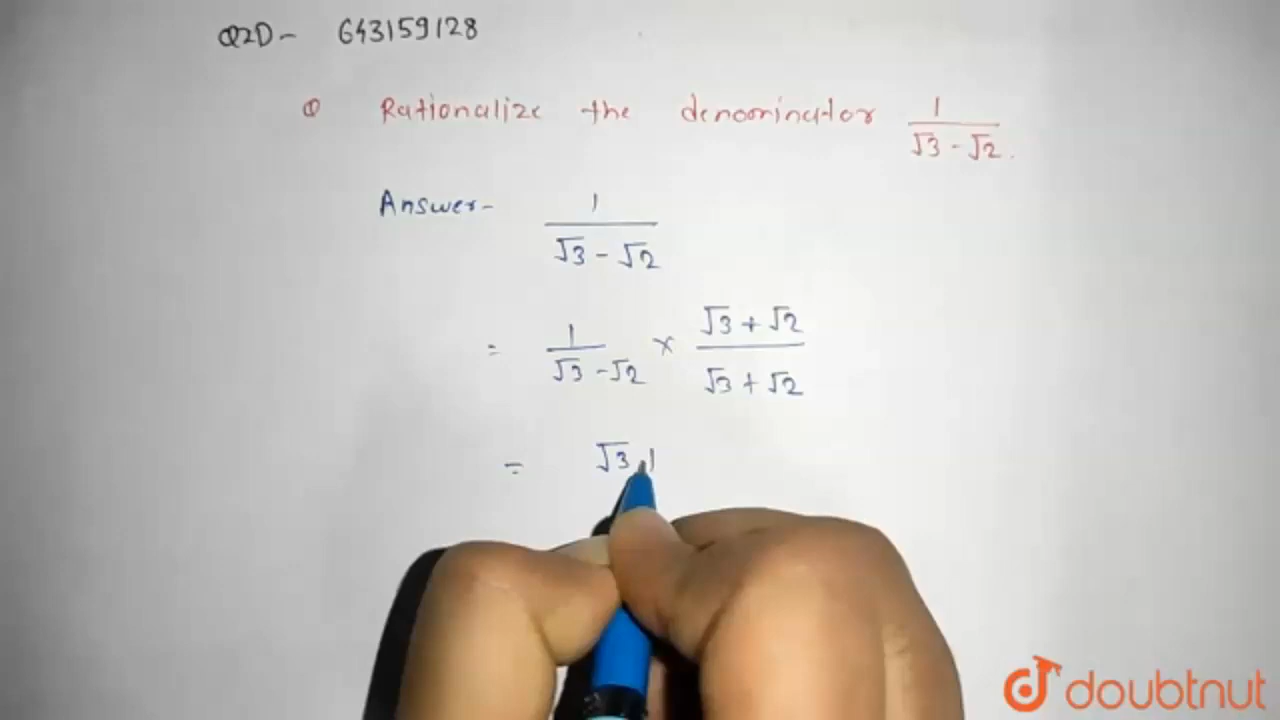 Q2D - 643159128
Q Rationalize the denominator 1/(√3 - √2).
Answer - 1/(√3 - √2)
= 1/(√3 - √2) × (√3 + √2)/(√3 + √2)
= √3
doubtnut